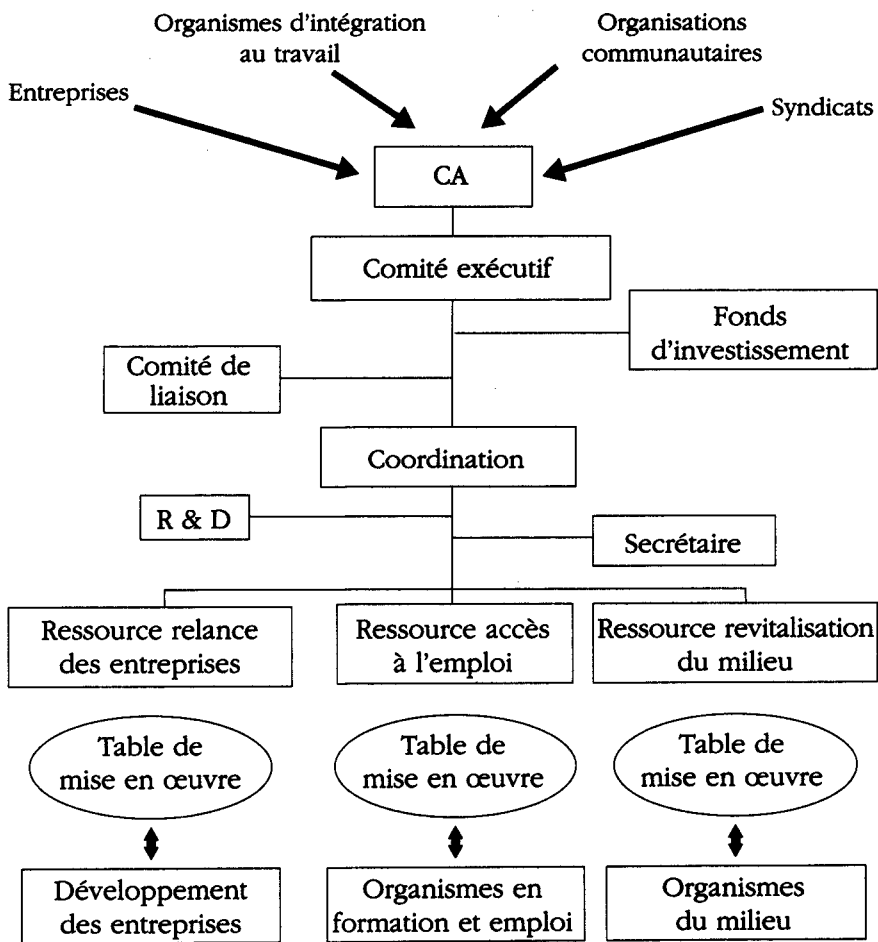 Organismes d'intégration
au travail
Organisations
communautaires
Entreprises
Syndicats
CA
Comité exécutif
Fonds
d'investissement
Comité de
liaison
Coordination
R & D
Secrétaire
Ressource relance
des entreprises
Ressource accès
à l'emploi
Ressource revitalisation
du milieu
Table de
mise en œuvre
Table de
mise en œuvre
Table de
mise en œuvre
Développement
des entreprises
Organismes en
formation et emploi
Organismes
du milieu